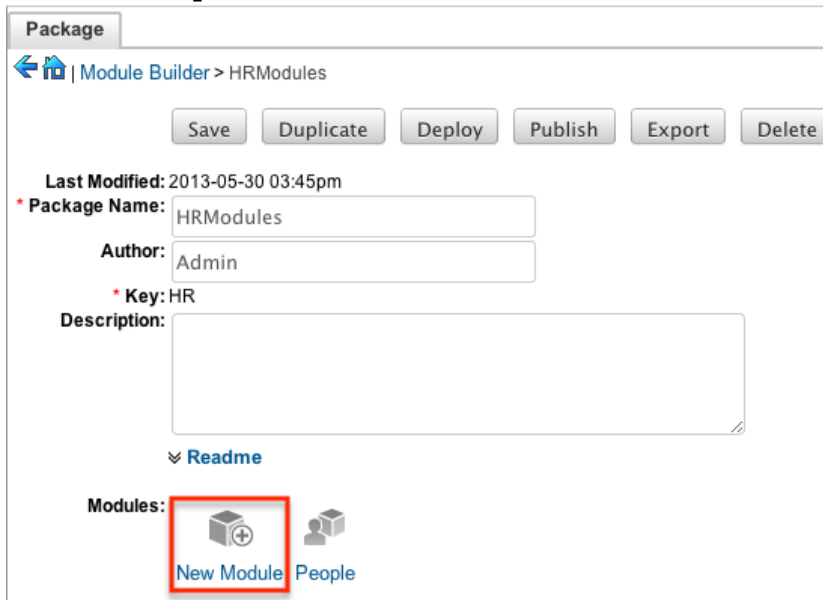 Package
| Module Builder > HRModules
Save Duplicate Deploy Publish Export Delete
Last Modified: 2013-05-30 03:45pm
* Package Name: HRModules
Author: Admin
* Key: HR
Description:
Readme
Modules:
New Module People